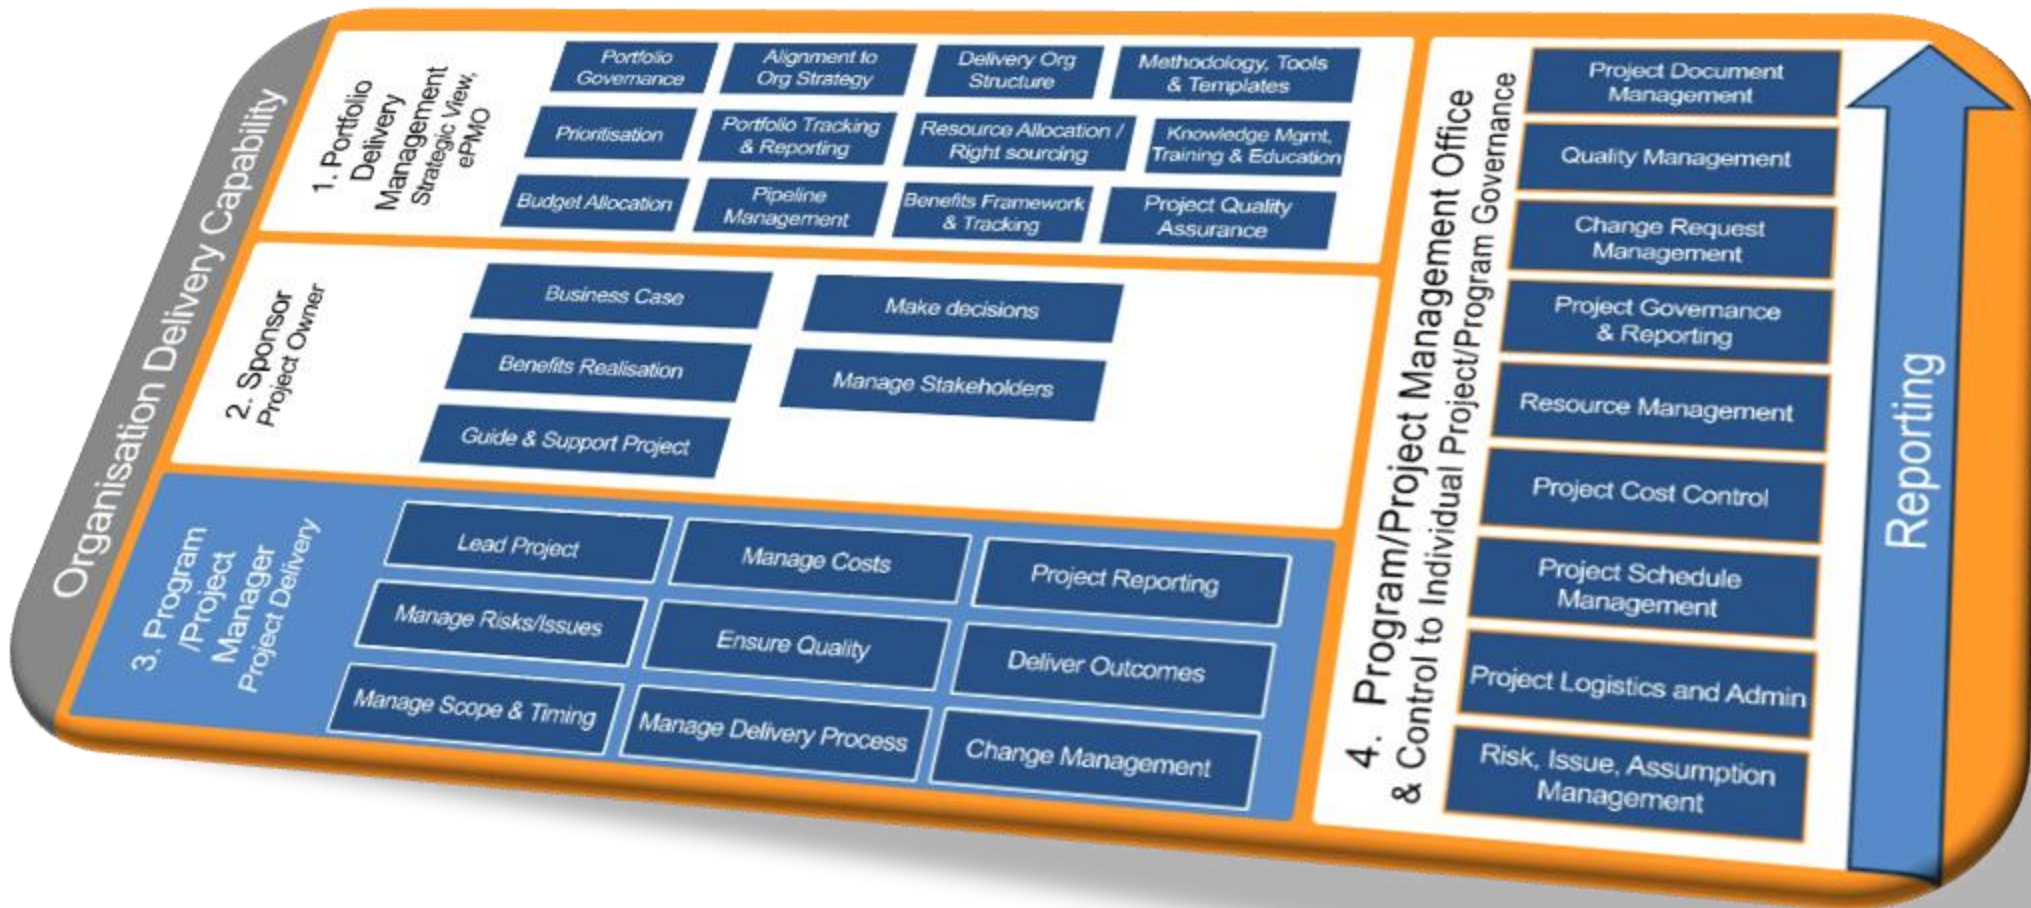 Organisation Delivery Capability
1. Portfolio
Delivery
Management
Strategic View,
ePMO
Portfolio
Governance
Alignment to
Org Strategy
Delivery Org
Structure
Methodology, Tools
& Templates
Prioritisation
Portfolio Tracking
& Reporting
Resource Allocation /
Right sourcing
Knowledge Mgmt,
Training & Education
Budget Allocation
Pipeline
Management
Benefits Framework
& Tracking
Project Quality
Assurance
2. Sponsor
Project Owner
Business Case
Make decisions
Benefits Realisation
Manage Stakeholders
Guide & Support Project
3. Program
/Project
Manager
Project Delivery
Lead Project
Manage Costs
Project Reporting
Manage Risks/Issues
Ensure Quality
Deliver Outcomes
Manage Scope & Timing
Manage Delivery Process
Change Management
4. Program/Project Management Office
& Control to Individual Project/Program Governance
Project Document
Management
Quality Management
Change Request
Management
Project Governance
& Reporting
Resource Management
Project Cost Control
Project Schedule
Management
Project Logistics and Admin
Risk, Issue, Assumption
Management
Reporting